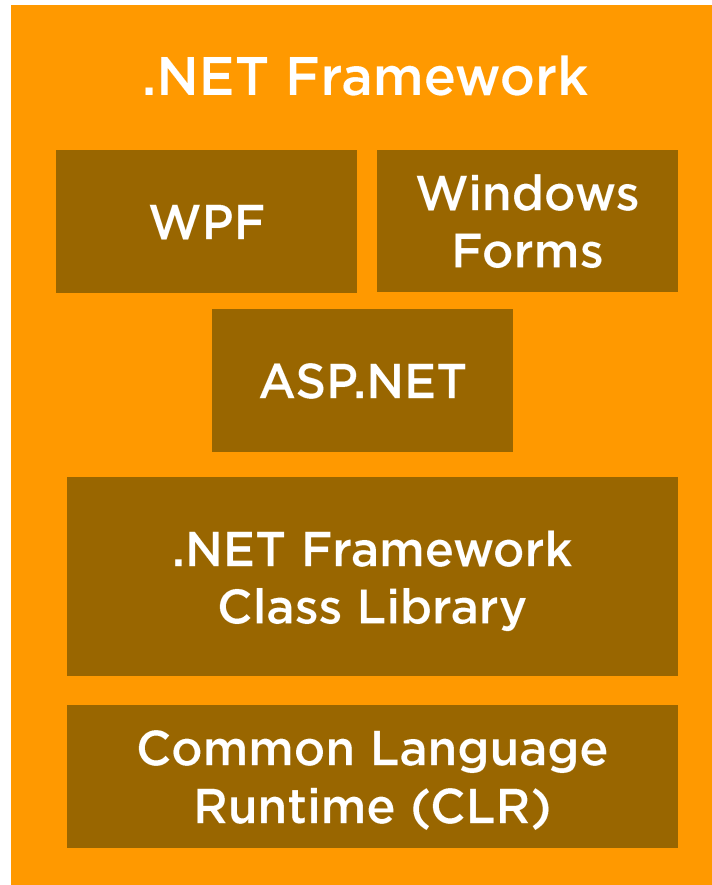 .NET Framework
WPF
Windows
Forms
ASP.NET
.NET Framework
Class Library
Common Language
Runtime (CLR)